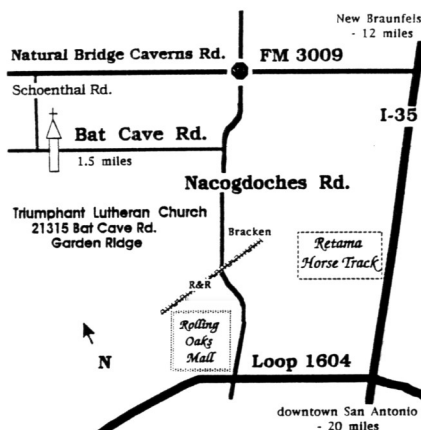 New Braunfels
- 12 miles
Natural Bridge Caverns Rd.
FM 3009
Schoenthal Rd.
I-35
Bat Cave Rd.
1.5 miles
Nacogdoches Rd.
Triumphant Lutheran Church
21315 Bat Cave Rd.
Garden Ridge
Bracken
Retama
Horse Track
R&R
Rolling
Oaks
Mall
N
Loop 1604
downtown San Antonio
- 20 miles